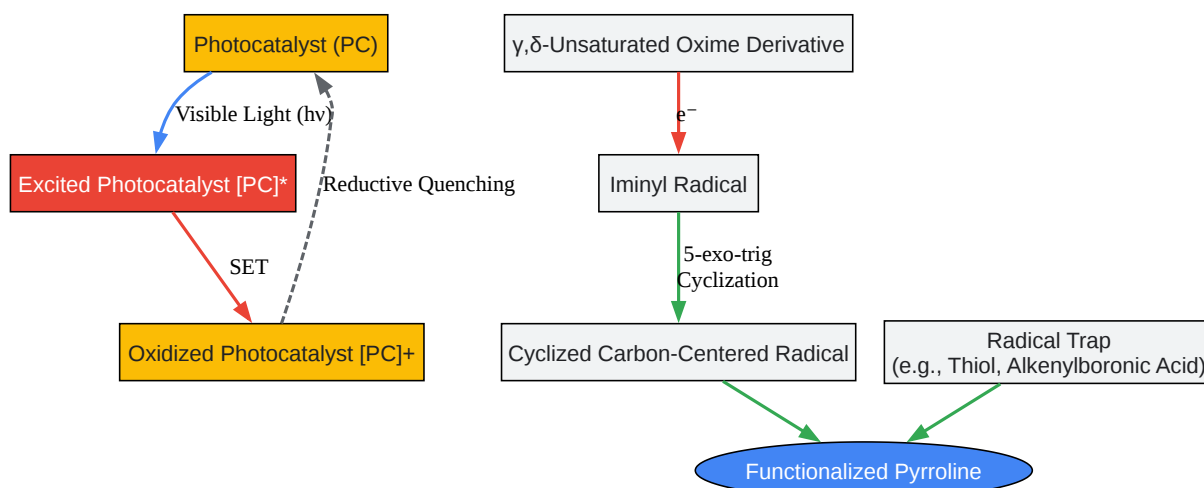 Photocatalyst (PC)
γ,δ-Unsaturated Oxime Derivative
Visible Light (hν)
e⁻
Excited Photocatalyst [PC]*
Iminyl Radical
Reductive Quenching
SET
5-exo-trig
Cyclization
Oxidized Photocatalyst [PC]+
Cyclized Carbon-Centered Radical
Radical Trap
(e.g., Thiol, Alkenylboronic Acid)
Functionalized Pyrroline